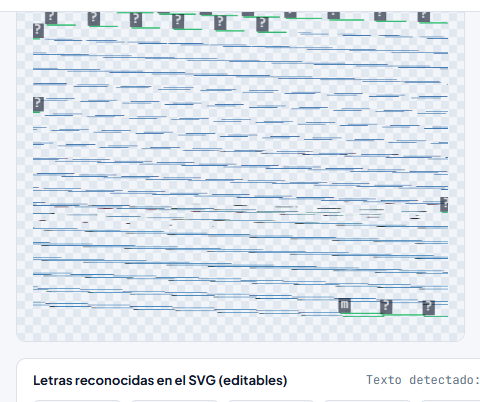 ? ? ? ? ? ? ? ? ? ?
?
?
?
m ? ?
Letras reconocidas en el SVG (editables)
Texto detectado: